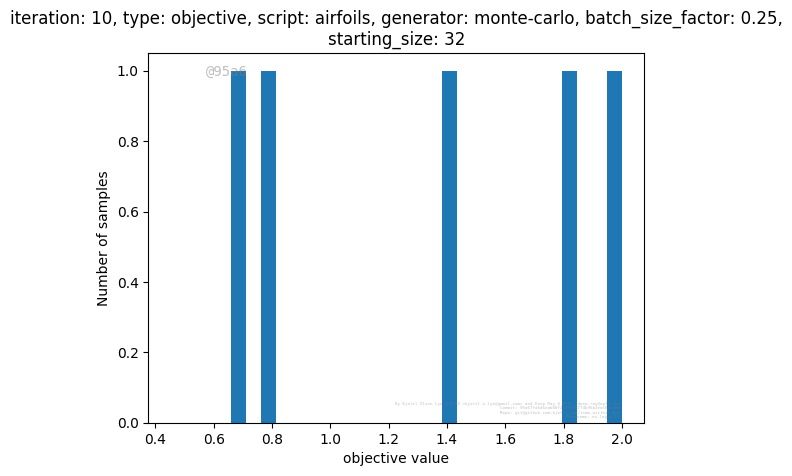 iteration: 10, type: objective, script: airfoils, generator: monte-carlo, batch_size_factor: 0.25,
starting_size: 32
@95a6
1.0
0.8
0.6
0.4
0.2
0.0
Number of samples
0.4 0.6 0.8 1.0 1.2 1.4 1.6 1.8 2.0
objective value